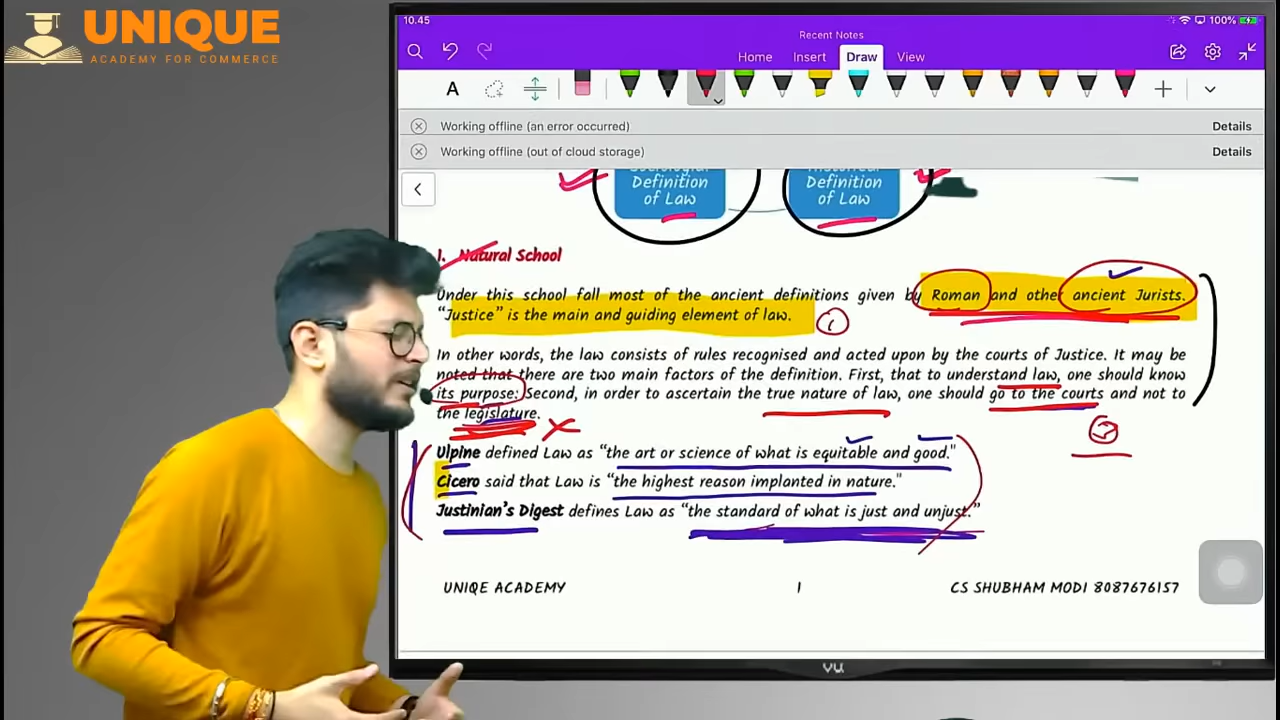 UNIQUE
ACADEMY FOR COMMERCE
10.45
100%
Recent Notes
Home Insert Draw View
A
Working offline (an error occurred) Details
Working offline (out of cloud storage) Details
Sociological Definition of Law
Historical Definition of Law
1. Natural School
Under this school fall most of the ancient definitions given by Roman and other ancient Jurists.
“Justice” is the main and guiding element of law.
In other words, the law consists of rules recognised and acted upon by the courts of Justice. It may be
noted that there are two main factors of the definition. First, that to understand law, one should know
its purpose; Second, in order to ascertain the true nature of law, one should go to the courts and not to
the legislature.
Ulpine defined Law as “the art or science of what is equitable and good."
Cicero said that Law is “the highest reason implanted in nature."
Justinian’s Digest defines Law as “the standard of what is just and unjust.”
UNIQE ACADEMY 1 CS SHUBHAM MODI 8087676157
VU